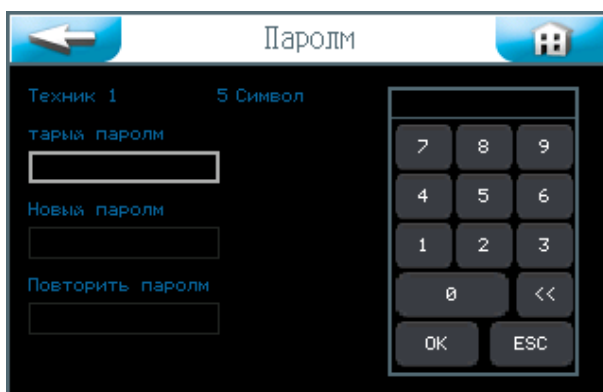 Паролм
Техник 1 5 Символ
тарый паролм
Новый паролм
Повторить паролм
7 8 9
4 5 6
1 2 3
0 <<
OK ESC